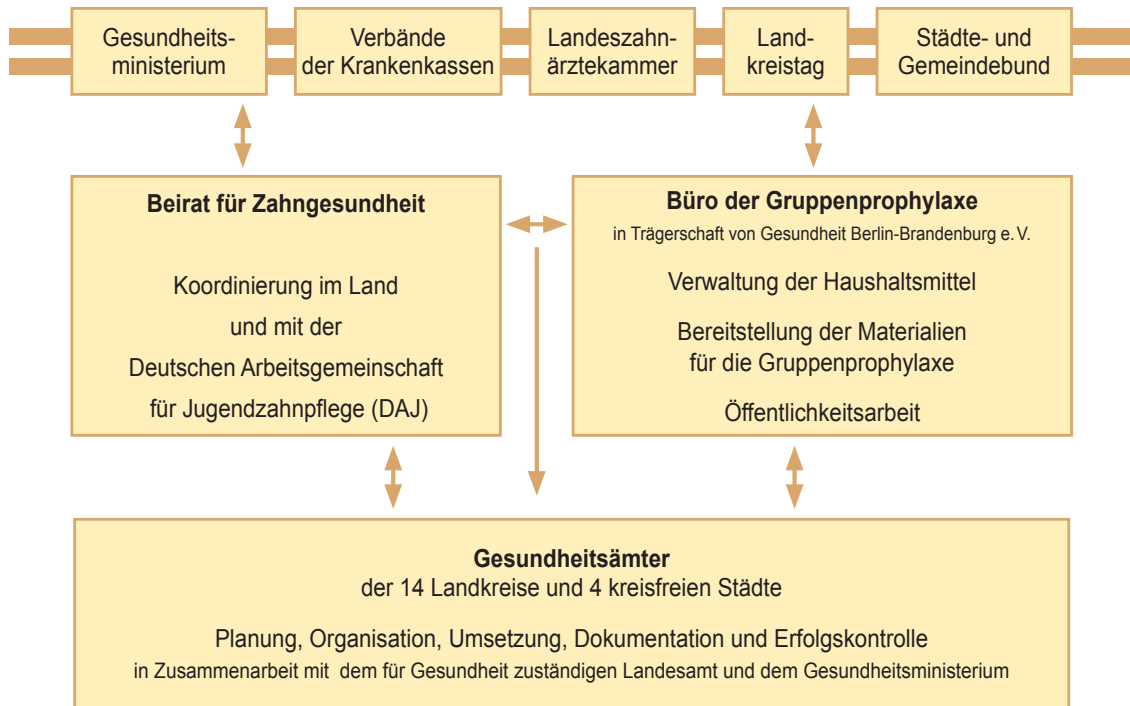 Gesundheits-
ministerium
Verbände
der Krankenkassen
Landeszahn-
ärztekammer
Land-
kreistag
Städte- und
Gemeindebund
Beirat für Zahngesundheit
Koordinierung im Land
und mit der
Deutschen Arbeitsgemeinschaft
für Jugendzahnpflege (DAJ)
Büro der Gruppenprophylaxe
in Trägerschaft von Gesundheit Berlin-Brandenburg e. V.
Verwaltung der Haushaltsmittel
Bereitstellung der Materialien
für die Gruppenprophylaxe
Öffentlichkeitsarbeit
Gesundheitsämter
der 14 Landkreise und 4 kreisfreien Städte
Planung, Organisation, Umsetzung, Dokumentation und Erfolgskontrolle
in Zusammenarbeit mit dem für Gesundheit zuständigen Landesamt und dem Gesundheitsministerium